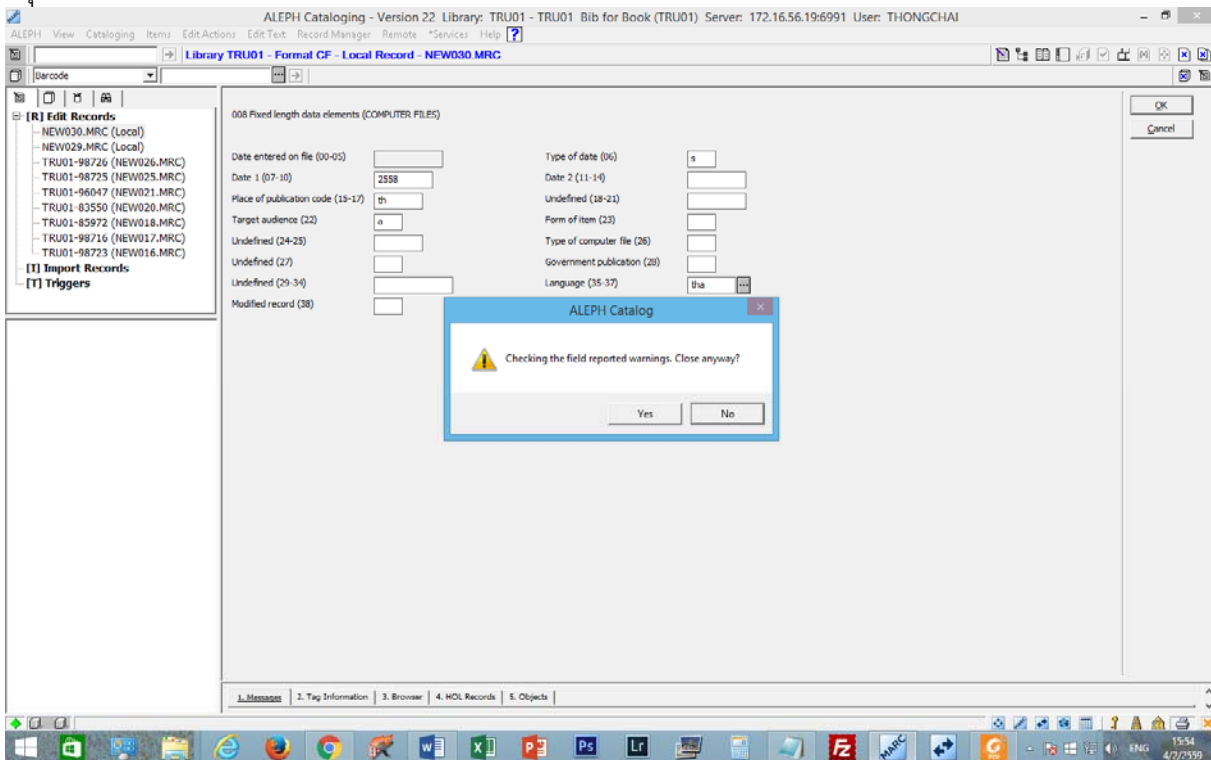 ALEPH Cataloging - Version 22 Library: TRU01 - TRU01 Bib for Book (TRU01) Server: 172.16.56.19:6991 User: THONGCHAI
ALEPH View Cataloging Items Edit Actions Edit Text Record Manager Remote *Services Help ?
Library TRU01 - Format CF - Local Record - NEW030.MRC
Barcode
[R] Edit Records
NEW030.MRC (Local)
NEW029.MRC (Local)
TRU01-98726 (NEW026.MRC)
TRU01-98725 (NEW025.MRC)
TRU01-96047 (NEW021.MRC)
TRU01-83550 (NEW020.MRC)
TRU01-85972 (NEW018.MRC)
TRU01-98716 (NEW017.MRC)
TRU01-98723 (NEW016.MRC)
[I] Import Records
[T] Triggers
008 Fixed length data elements (COMPUTER FILES)
OK
Cancel
Date entered on file (00-05) Type of date (06) s
Date 1 (07-10) 2558 Date 2 (11-14)
Place of publication code (15-17) th Undefined (18-21)
Target audience (22) a Form of item (23)
Undefined (24-25) Type of computer file (26)
Undefined (27) Government publication (28)
Undefined (29-34) Language (35-37) tha ...
Modified record (38)
ALEPH Catalog
Checking the field reported warnings. Close anyway?
Yes No
1. Messages 2. Tag Information 3. Browser 4. HOL Records 5. Objects
Ps Lr MARC ENG 15:54
4/2/2559